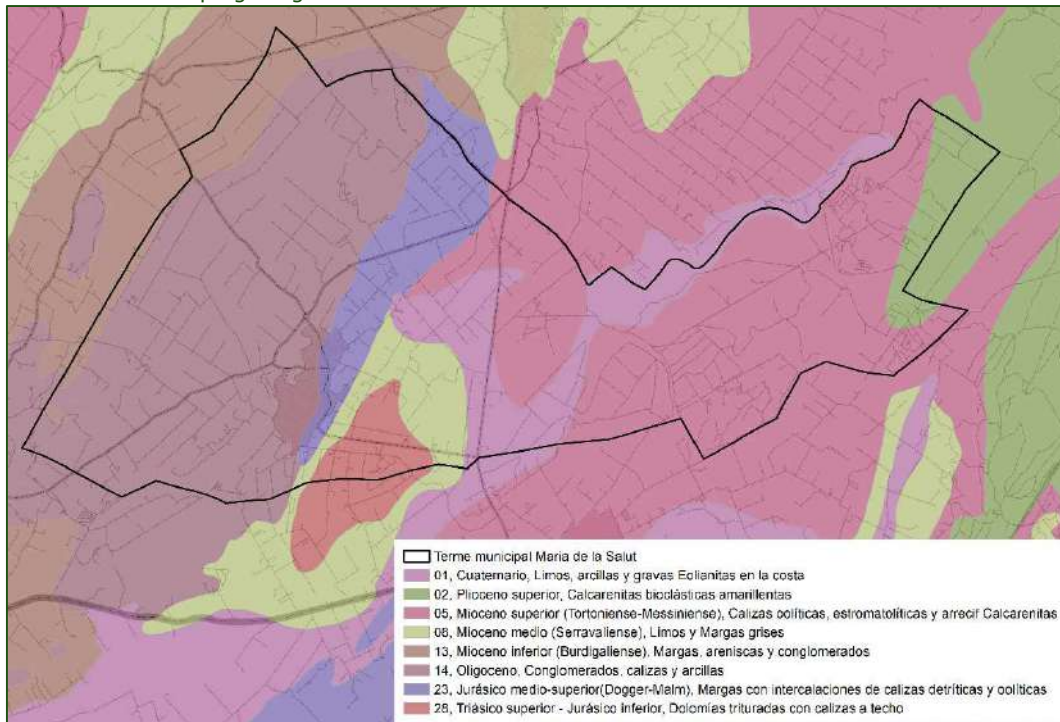 Terme municipal Maria de la Salut
01, Cuaternario, Limos, arcillas y gravas Eolianitas en la costa
02, Plioceno superior, Calcarenitas bioclásticas amarillentas
05, Mioceno superior (Tortoniense-Messiniense), Calizas oolíticas, estromatolíticas y arrecif Calcarenitas
08, Mioceno medio (Serravaliense), Limos y Margas grises
13, Mioceno inferior (Burdigaliense), Margas, areniscas y conglomerados
14, Oligoceno, Conglomerados, calizas y arcillas
23, Jurásico medio-superior(Dogger-Malm), Margas con intercalaciones de calizas detríticas y oolíticas
28, Triásico superior - Jurásico inferior, Dolomías trituradas con calizas a techo